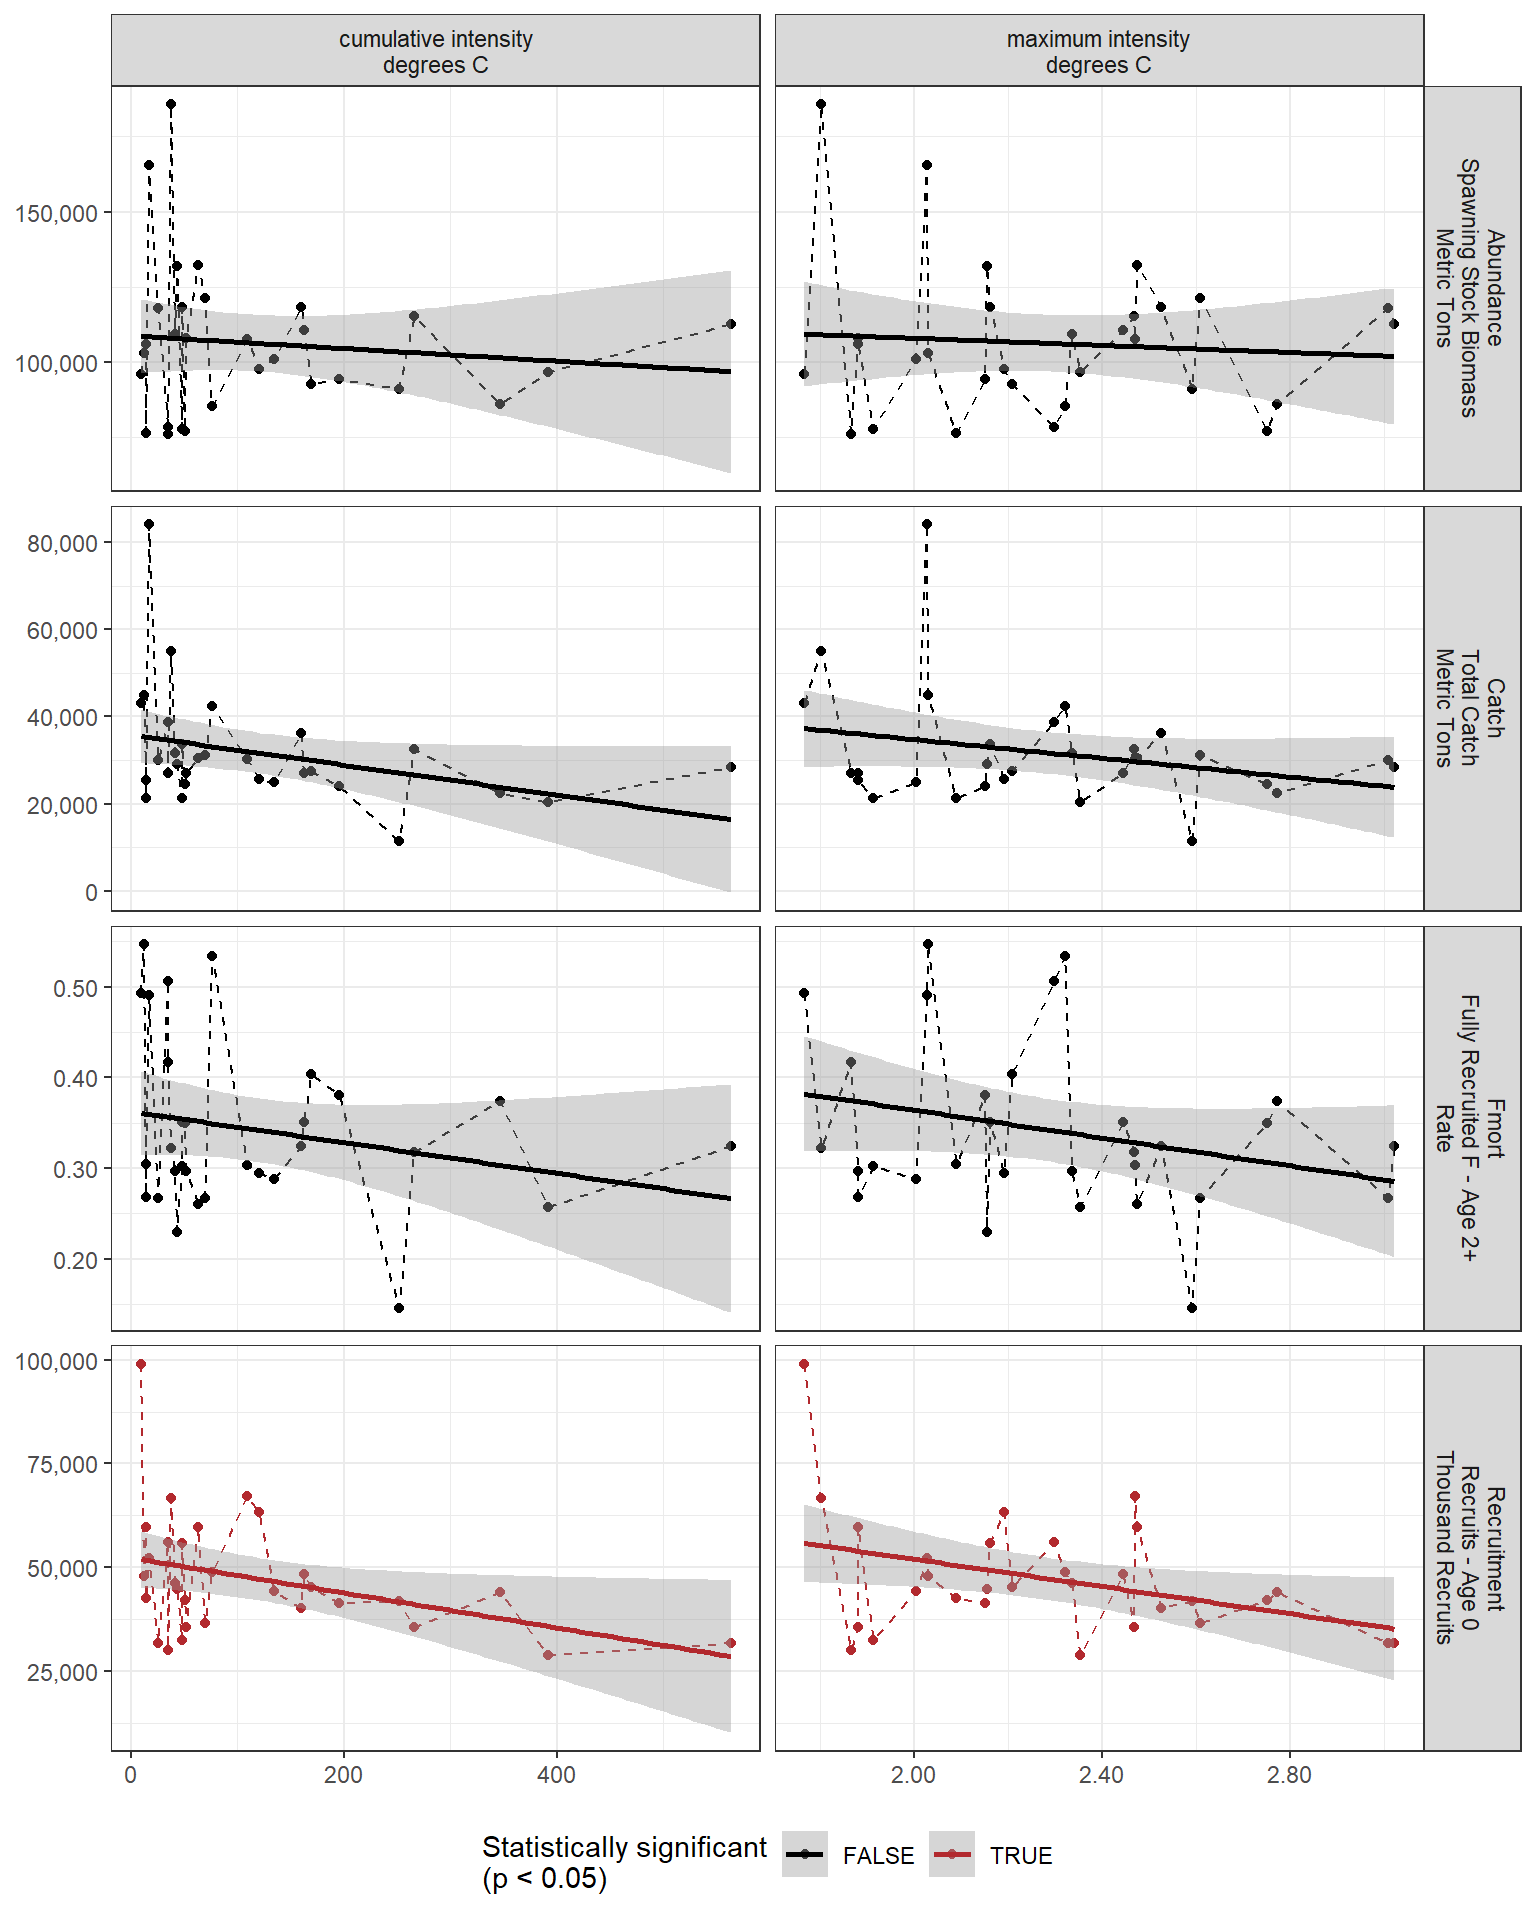 cumulative intensity
degrees C
maximum intensity
degrees C
150,000
100,000
Abundance
Spawning Stock Biomass
Metric Tons
80,000
60,000
40,000
20,000
0
Catch
Total Catch
Metric Tons
0.50
0.40
0.30
0.20
Fmort
Fully Recruited F - Age 2+
Rate
100,000
75,000
50,000
25,000
Recruitment
Recruits - Age 0
Thousand Recruits
0
200
400
2.00
2.40
2.80
Statistically significant
(p < 0.05)
FALSE
TRUE